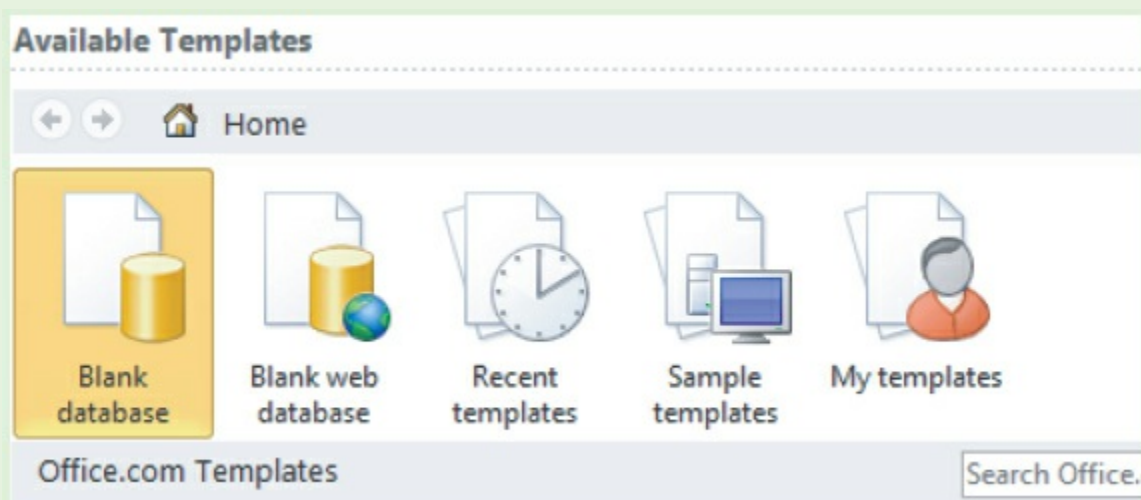 Available Templates
Home
Blank
database
Blank web
database
Recent
templates
Sample
templates
My templates
Office.com Templates
Search Office.